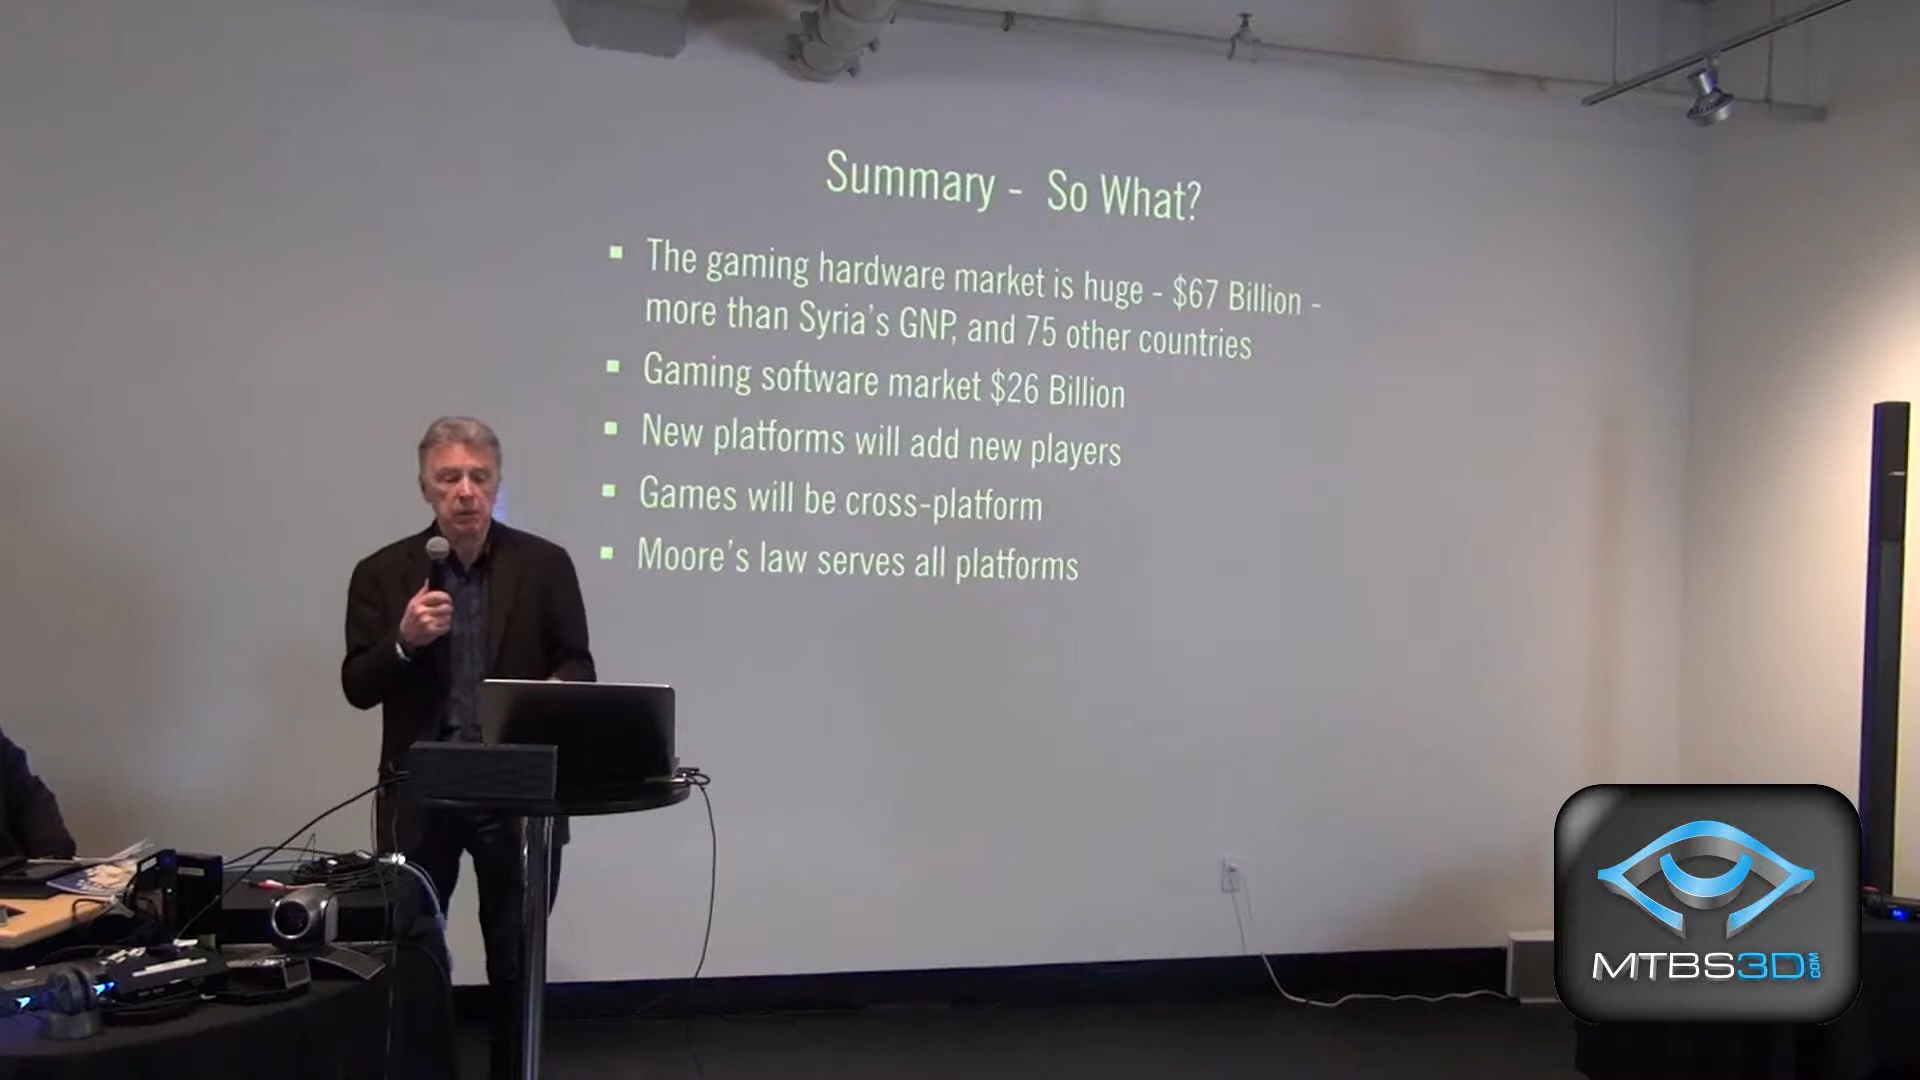 Summary - So What?
▪ The gaming hardware market is huge - $67 Billion -
more than Syria's GNP, and 75 other countries
▪ Gaming software market $26 Billion
▪ New platforms will add new players
▪ Games will be cross-platform
▪ Moore's law serves all platforms
MTBS3D.COM